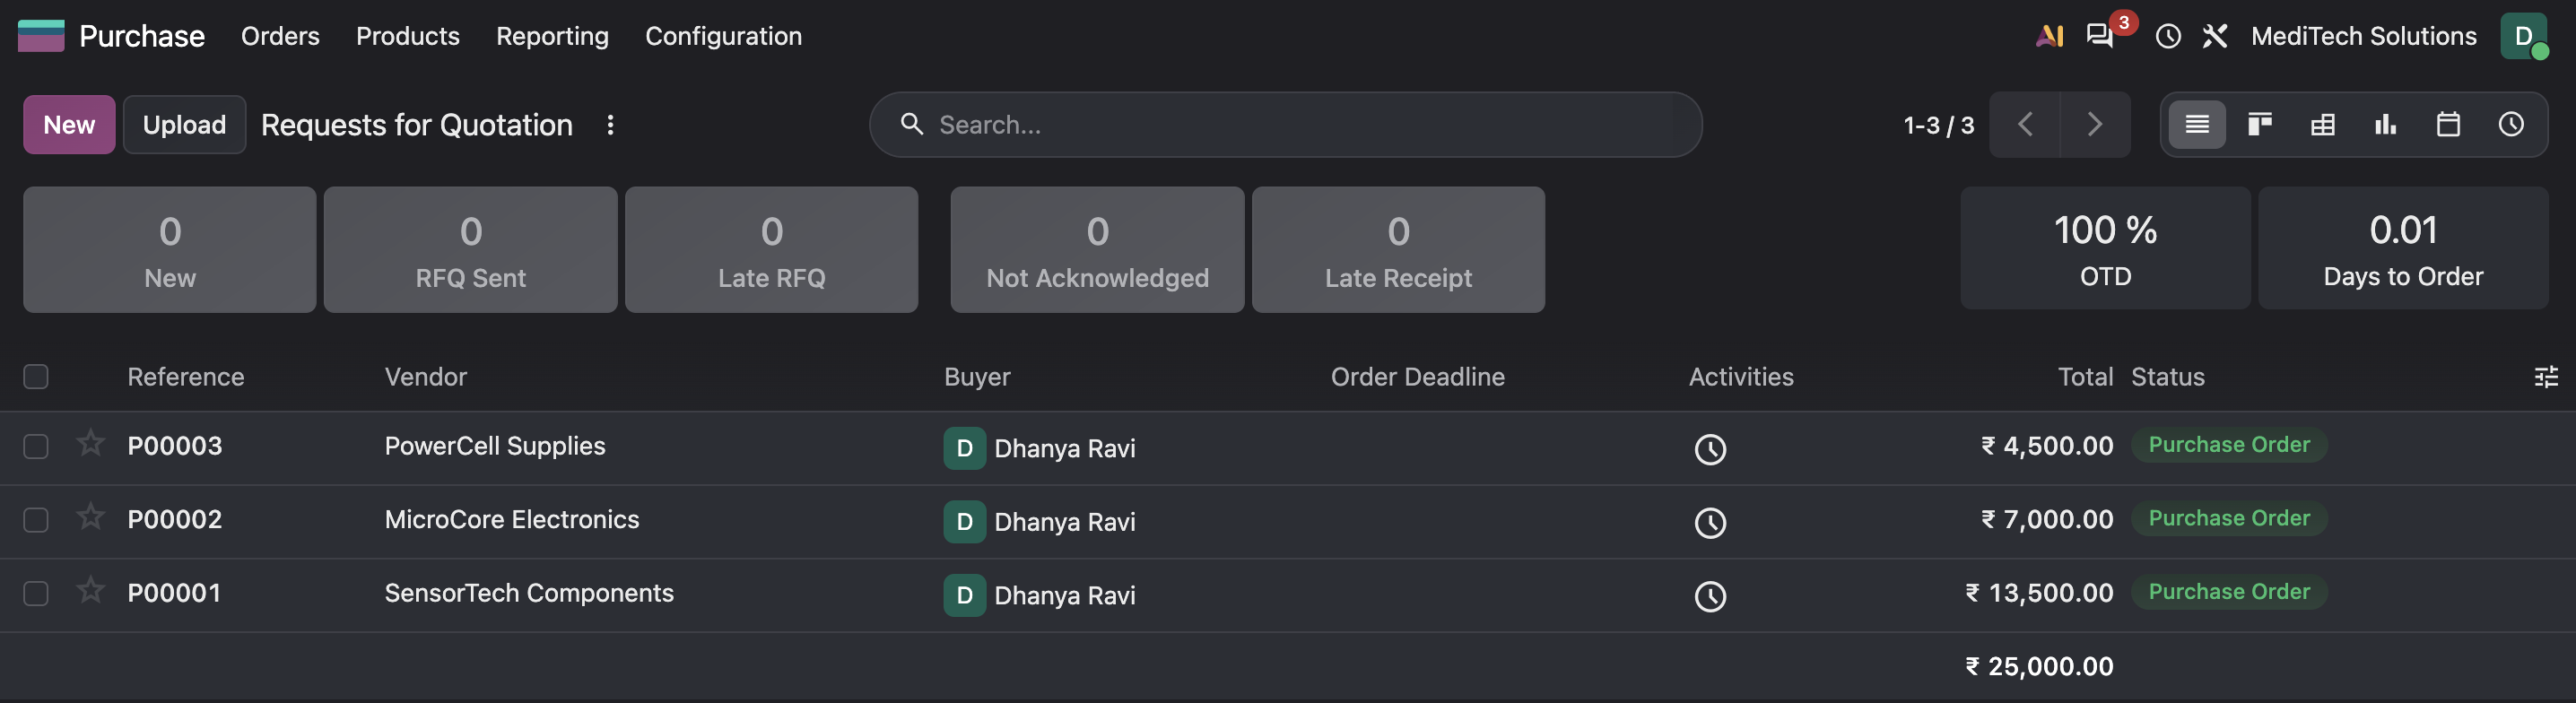 Purchase Orders Products Reporting Configuration AI 3 MediTech Solutions D
New Upload Requests for Quotation Search... 1-3 / 3
0 0 0 0 0 100 % 0.01
New RFQ Sent Late RFQ Not Acknowledged Late Receipt OTD Days to Order
Reference Vendor Buyer Order Deadline Activities Total Status
P00003 PowerCell Supplies D Dhanya Ravi ₹ 4,500.00 Purchase Order
P00002 MicroCore Electronics D Dhanya Ravi ₹ 7,000.00 Purchase Order
P00001 SensorTech Components D Dhanya Ravi ₹ 13,500.00 Purchase Order
₹ 25,000.00